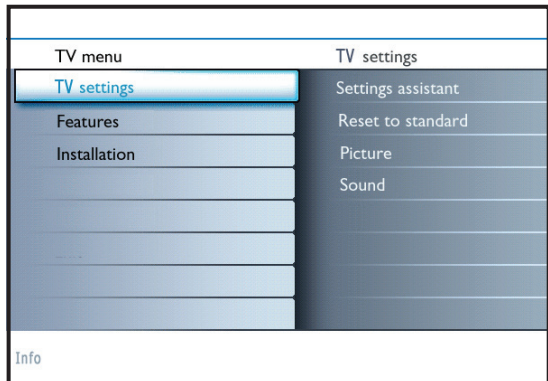 TV menu
TV settings
TV settings
Settings assistant
Features
Reset to standard
Installation
Picture
Sound
Info